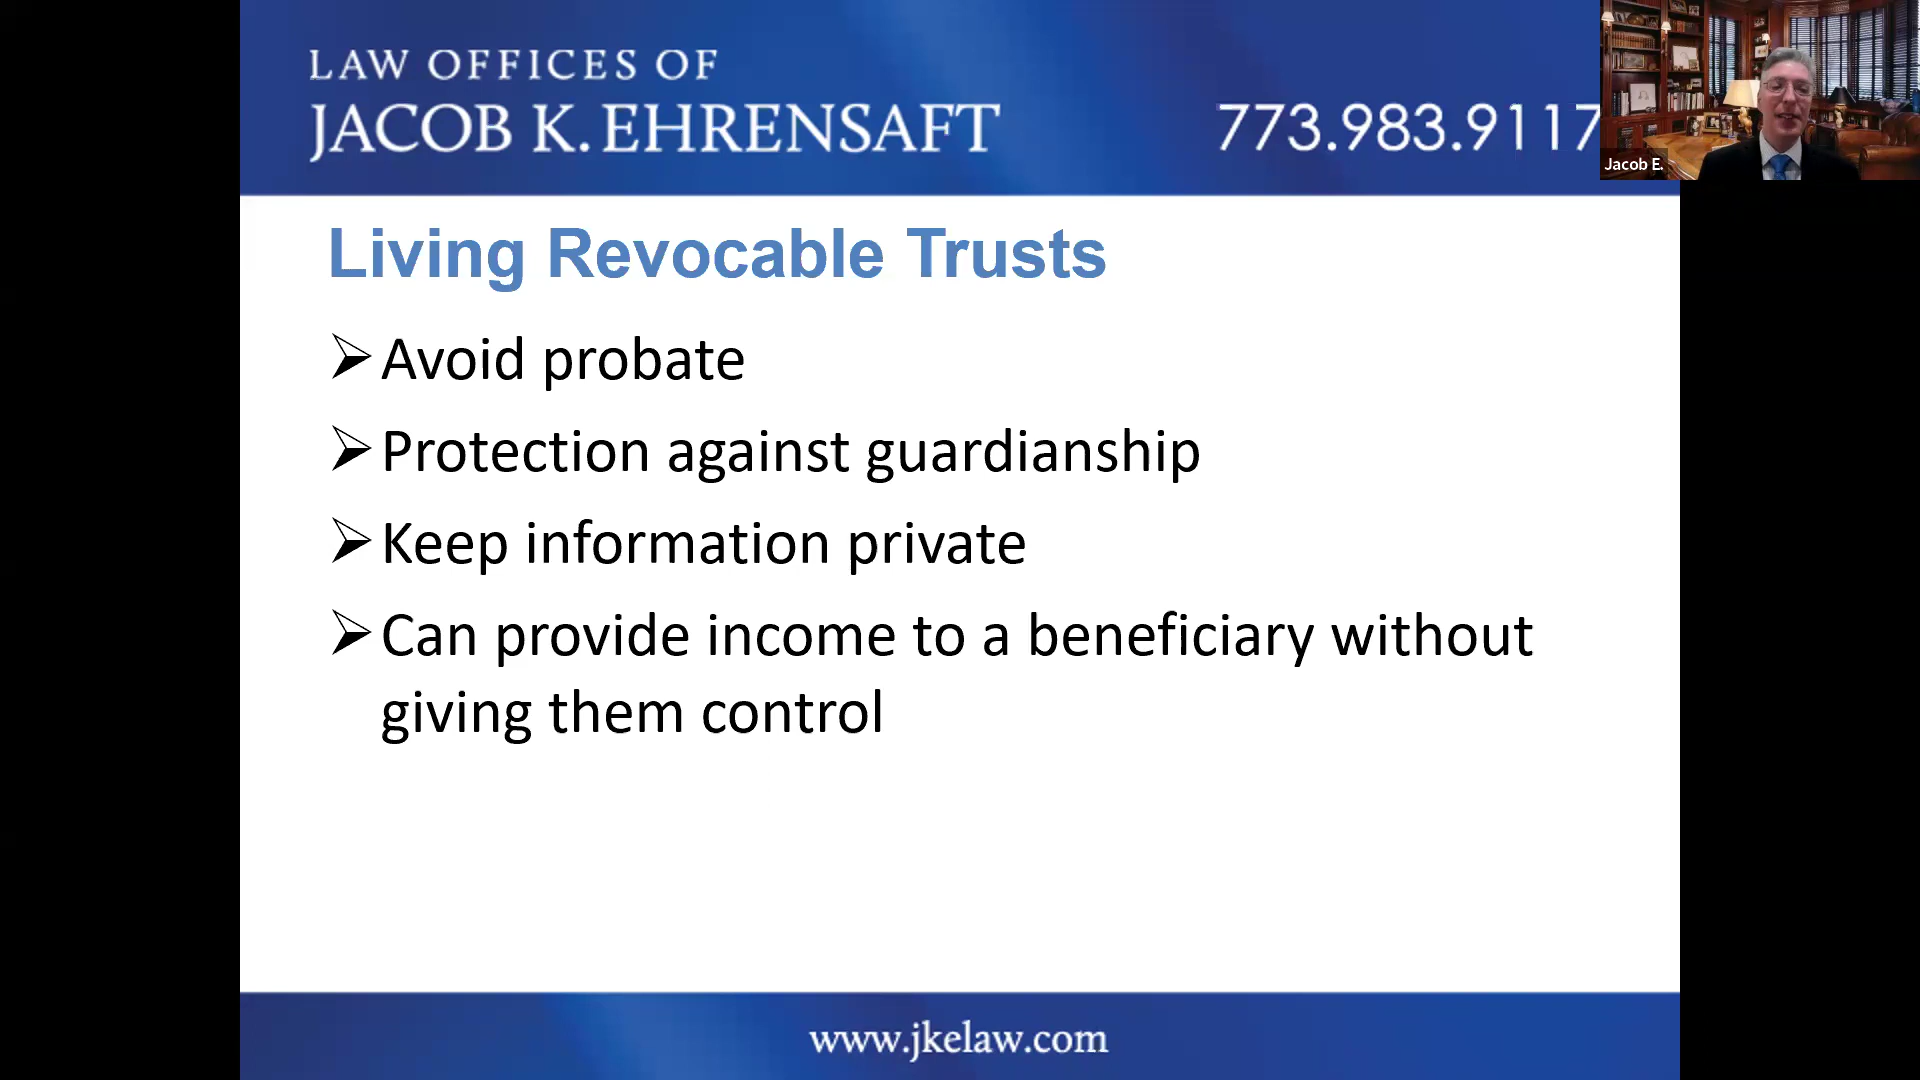 LAW OFFICES OF
JACOB K. EHRENSAFT
773.983.9117
Jacob E.
Living Revocable Trusts
Avoid probate
Protection against guardianship
Keep information private
Can provide income to a beneficiary without
giving them control
www.jkelaw.com